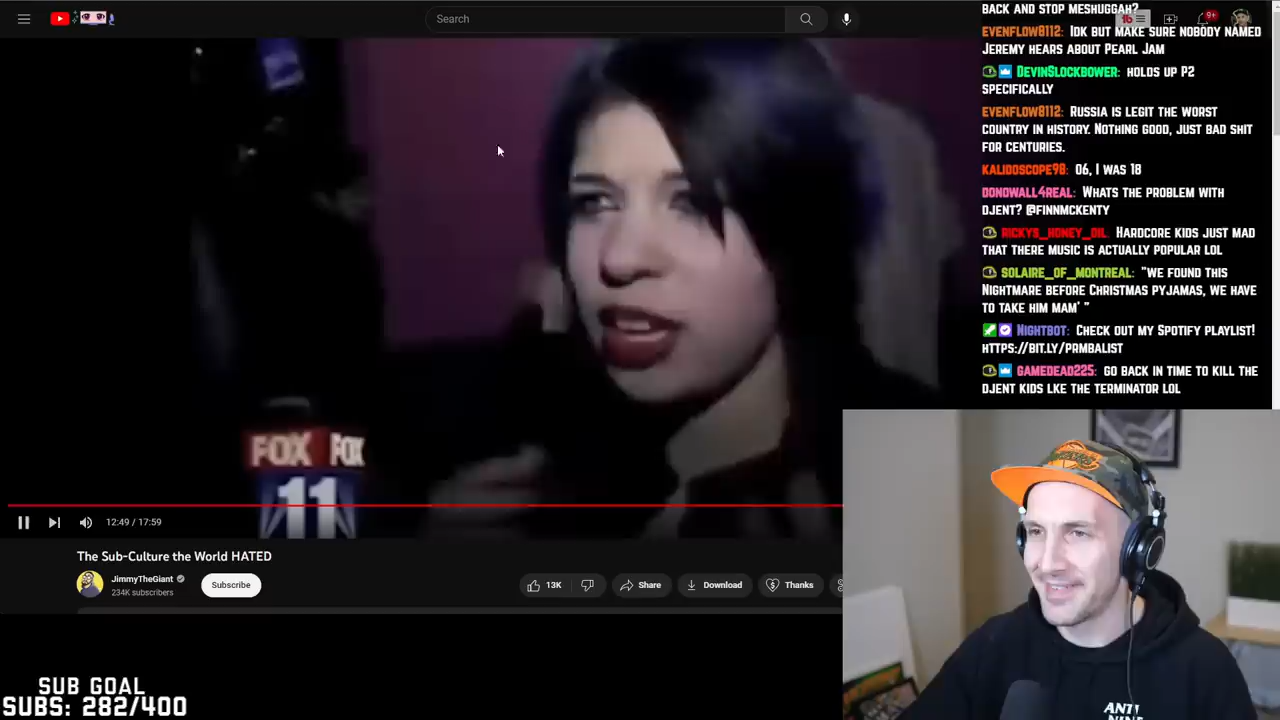 Search
9+
BACK AND STOP MESHUGGAH?
EVENFLOW8112: IDK BUT MAKE SURE NOBODY NAMED
JEREMY HEARS ABOUT PEARL JAM
DEVINSLOCKBOWER: HOLDS UP P2
SPECIFICALLY
EVENFLOW8112: RUSSIA IS LEGIT THE WORST
COUNTRY IN HISTORY. NOTHING GOOD, JUST BAD SHIT
FOR CENTURIES.
KALIDOSCOPE98: 06, I WAS 18
DONOWALL4REAL: WHATS THE PROBLEM WITH
DJENT? @FINNMCKENTY
RICKYS_HONEY_OIL: HARDCORE KIDS JUST MAD
THAT THERE MUSIC IS ACTUALLY POPULAR LOL
SOLAIRE_OF_MONTREAL: "WE FOUND THIS
NIGHTMARE BEFORE CHRISTMAS PYJAMAS, WE HAVE
TO TAKE HIM MAM' "
NIGHTBOT: CHECK OUT MY SPOTIFY PLAYLIST!
HTTPS://BIT.LY/PRMBALIST
GAMEDEAD225: GO BACK IN TIME TO KILL THE
DJENT KIDS LKE THE TERMINATOR LOL
FOX FOX
11
12:49 / 17:59
The Sub-Culture the World HATED
JimmyTheGiant
234K subscribers
Subscribe
13K
Share
Download
Thanks
SUB GOAL
SUBS: 282/400
ANTI